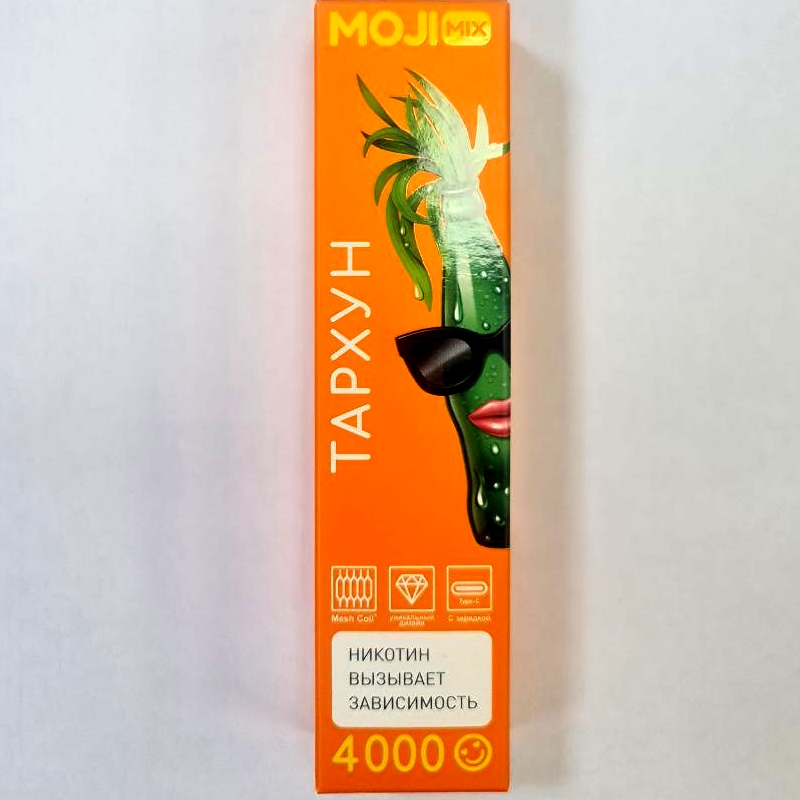 MOJI MIX
ТАРХУН
Mesh Coil
уникальный
дизайн
Type-C
С зарядкой
НИКОТИН
ВЫЗЫВАЕТ
ЗАВИСИМОСТЬ
4000